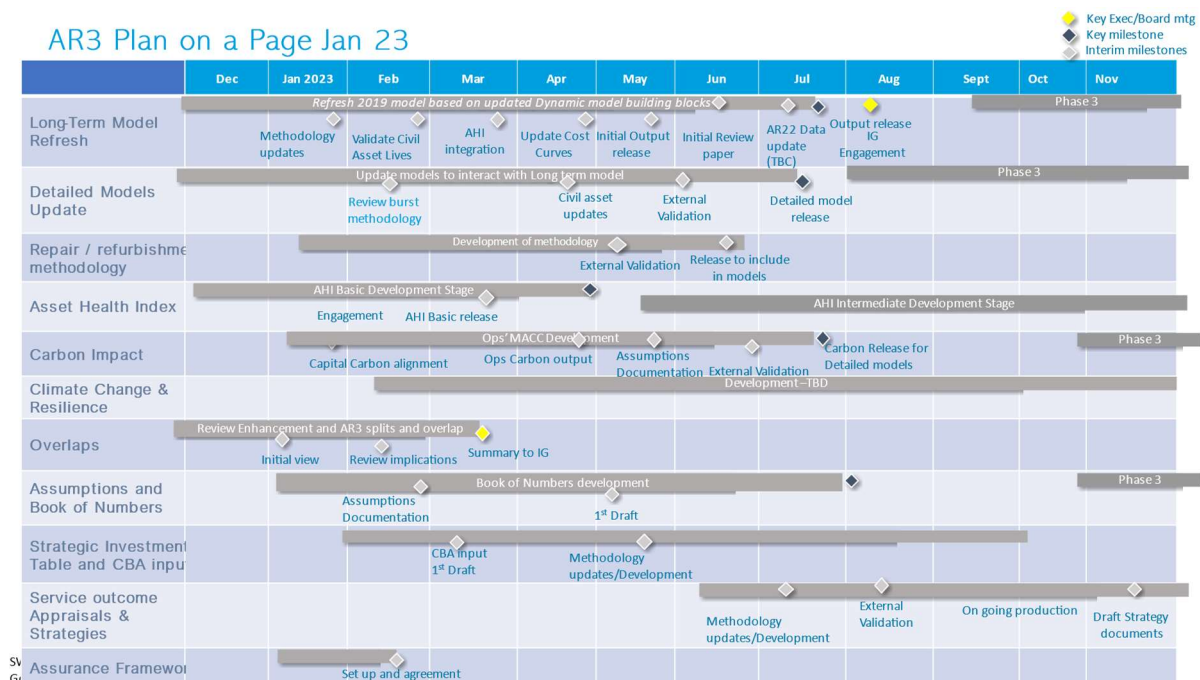 AR3 Plan on a Page Jan 23
Key Exec/Board mtg
Key milestone
Interim milestones
Dec Jan 2023 Feb Mar Apr May Jun Jul Aug Sept Oct Nov
Long-Term Model
Refresh
Refresh 2019 model based on updated Dynamic model building blocks
Phase 3
Methodology
updates
Validate Civil
Asset Lives
AHI
integration
Update Cost
Curves
Initial Output
release
Initial Review
paper
AR22 Data
update
(TBC)
Output release
IG
Engagement
Detailed Models
Update
Update models to interact with Long term model
Phase 3
Review burst
methodology
Civil asset
updates
External
Validation
Detailed model
release
Repair / refurbishme
methodology
Development of methodology
External Validation
Release to include
in models
Asset Health Index
AHI Basic Development Stage
AHI Intermediate Development Stage
Engagement
AHI Basic release
Carbon Impact
Ops' MACC Development
Phase 3
Capital Carbon alignment
Ops Carbon output
Assumptions
Documentation
External Validation
Carbon Release for
Detailed models
Climate Change &
Resilience
Development –TBD
Overlaps
Review Enhancement and AR3 splits and overlap
Initial view
Review implications
Summary to IG
Assumptions and
Book of Numbers
Book of Numbers development
Phase 3
Assumptions
Documentation
1st Draft
Strategic Investment
Table and CBA input
CBA input
1st Draft
Methodology
updates/Development
Service outcome
Appraisals &
Strategies
Methodology
updates/Development
External
Validation
On going production
Draft Strategy
documents
Assurance Framewor
Set up and agreement